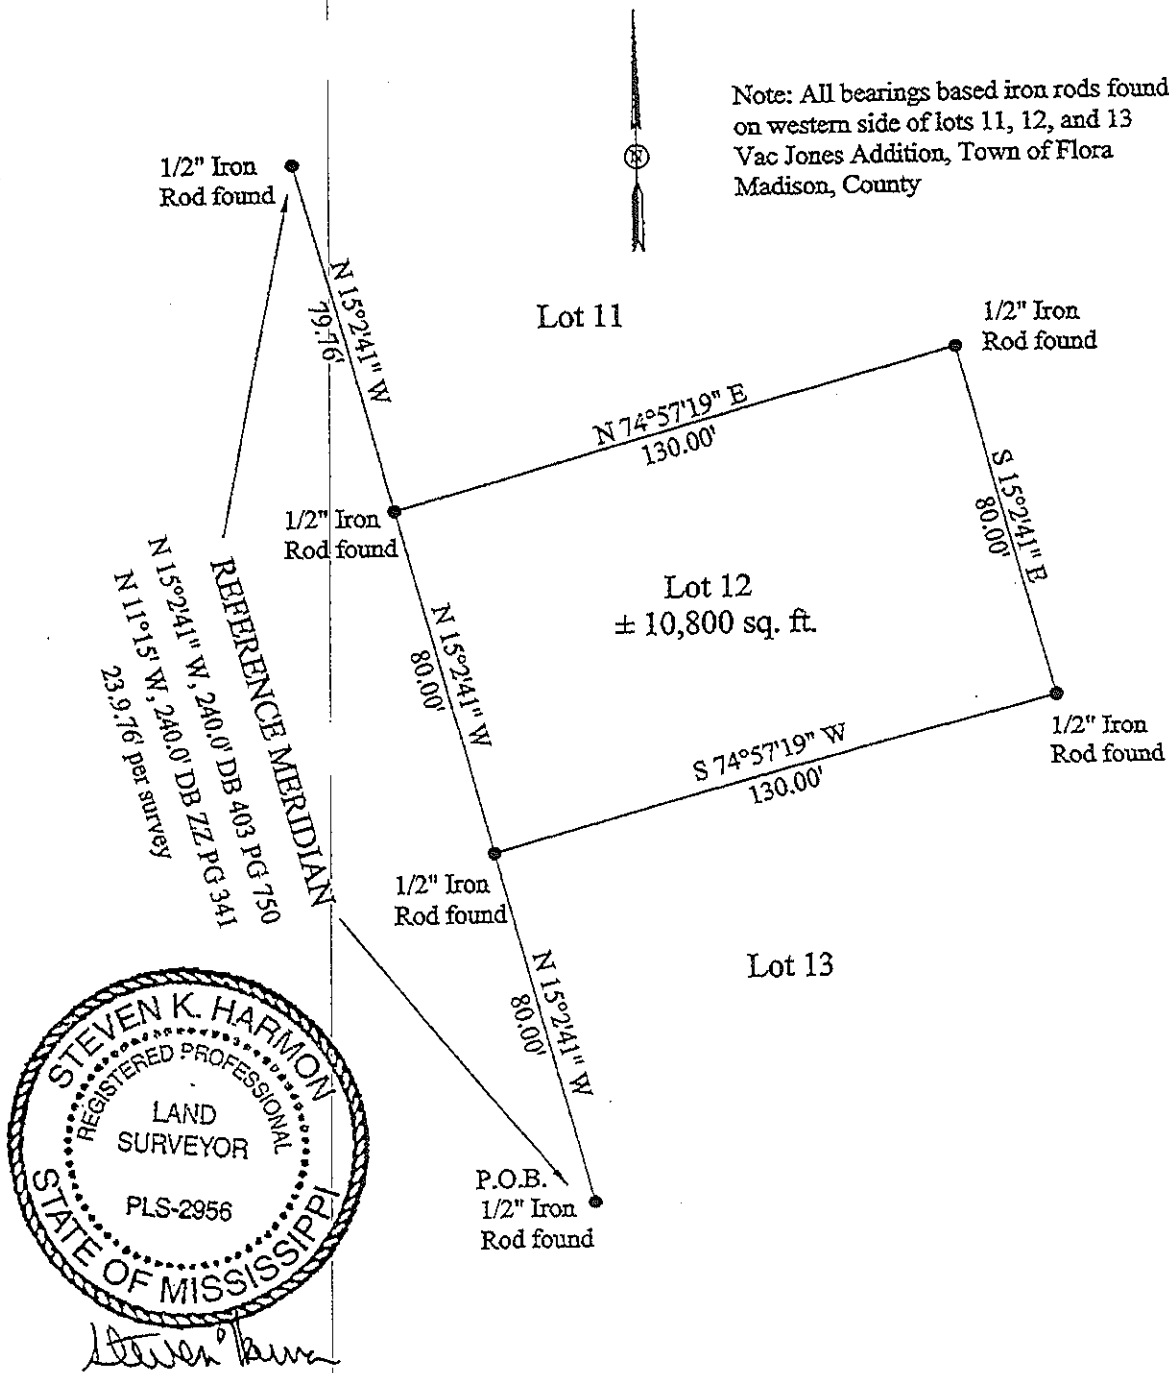 Note: All bearings based iron rods found
on western side of lots 11, 12, and 13
Vac Jones Addition, Town of Flora
Madison, County
N
1/2" Iron
Rod found
N 15°2'41" W
79.76'
Lot 11
1/2" Iron
Rod found
N 74°57'19" E
130.00'
S 15°2'41" E
80.00'
1/2" Iron
Rod found
Lot 12
± 10,800 sq. ft.
N 15°2'41" W
80.00'
REFERENCE MERIDIAN
N 15°2'41" W, 240.0' DB 403 PG 750
N 11°15' W, 240.0' DB ZZ PG 341
23.9.76' per survey
S 74°57'19" W
130.00'
1/2" Iron
Rod found
1/2" Iron
Rod found
Lot 13
N 15°2'41" W
80.00'
P.O.B.
1/2" Iron
Rod found
STEVEN K. HARMON
REGISTERED PROFESSIONAL
LAND
SURVEYOR
PLS-2956
STATE OF MISSISSIPPI